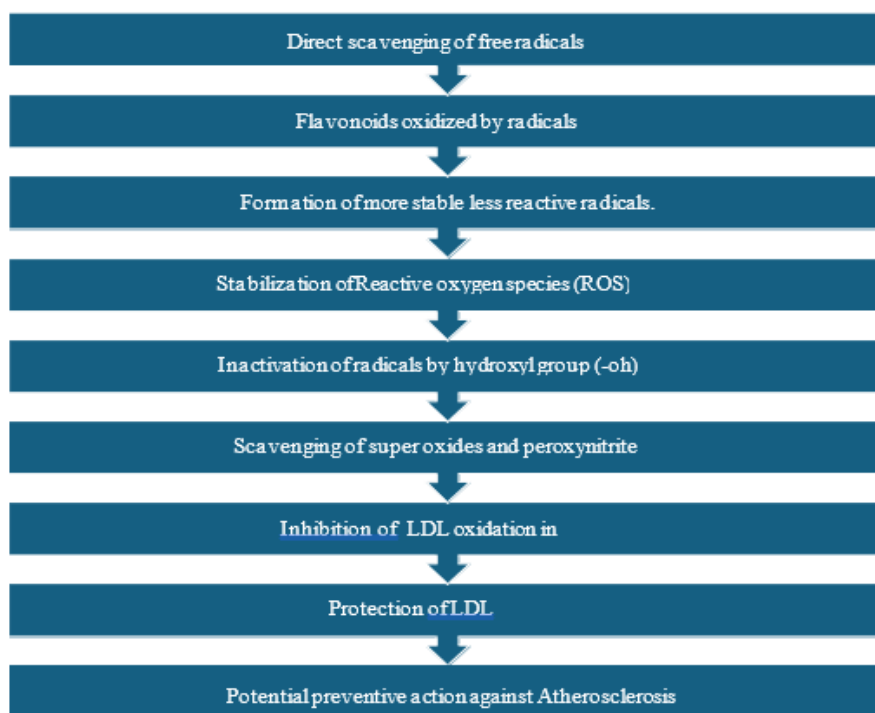 Direct scavenging of free radicals
Flavonoids oxidized by radicals
Formation of more stable less reactive radicals.
Stabilization of Reactive oxygen species (ROS)
Inactivation of radicals by hydroxyl group (-oh)
Scavenging of super oxides and peroxynitrite
Inhibition of LDL oxidation in
Protection of LDL
Potential preventive action against Atherosclerosis